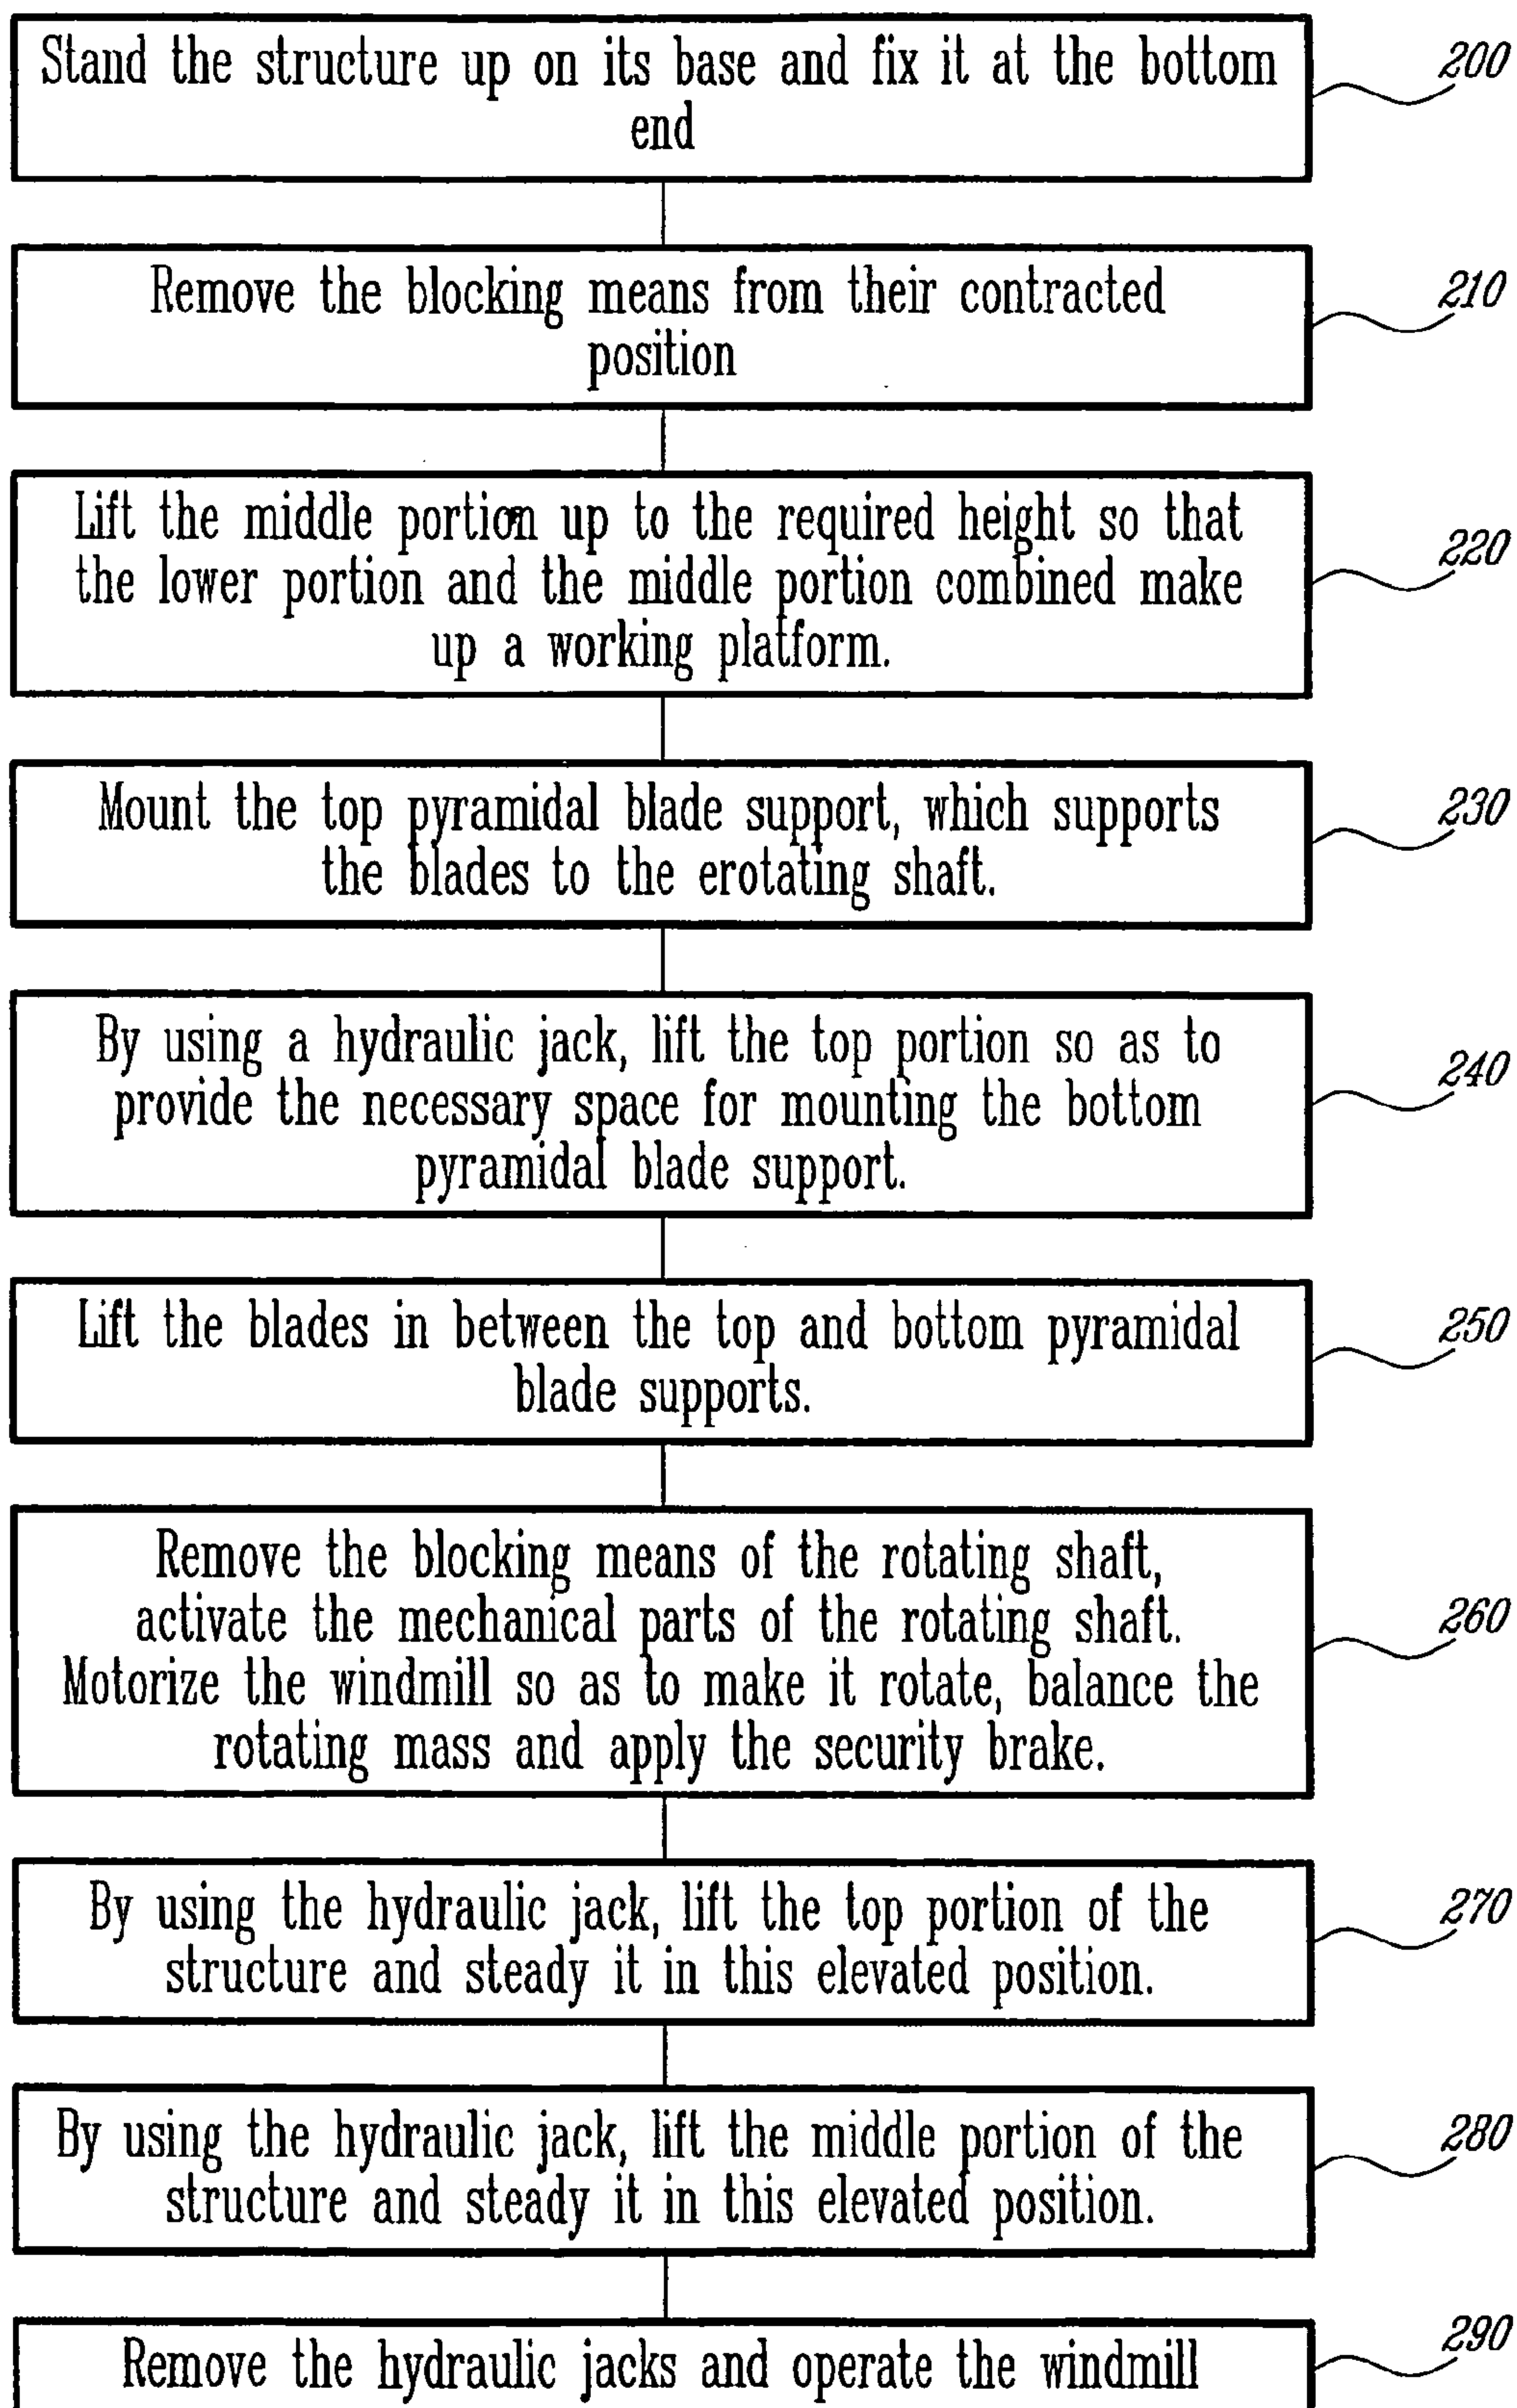 Stand the structure up on its base and fix it at the bottom
end
200
Remove the blocking means from their contracted
position
210
Lift the middle portion up to the required height so that
the lower portion and the middle portion combined make
up a working platform.
220
Mount the top pyramidal blade support, which supports
the blades to the erotating shaft.
230
By using a hydraulic jack, lift the top portion so as to
provide the necessary space for mounting the bottom
pyramidal blade support.
240
Lift the blades in between the top and bottom pyramidal
blade supports.
250
Remove the blocking means of the rotating shaft,
activate the mechanical parts of the rotating shaft.
Motorize the windmill so as to make it rotate, balance the
rotating mass and apply the security brake.
260
By using the hydraulic jack, lift the top portion of the
structure and steady it in this elevated position.
270
By using the hydraulic jack, lift the middle portion of the
structure and steady it in this elevated position.
280
Remove the hydraulic jacks and operate the windmill
290